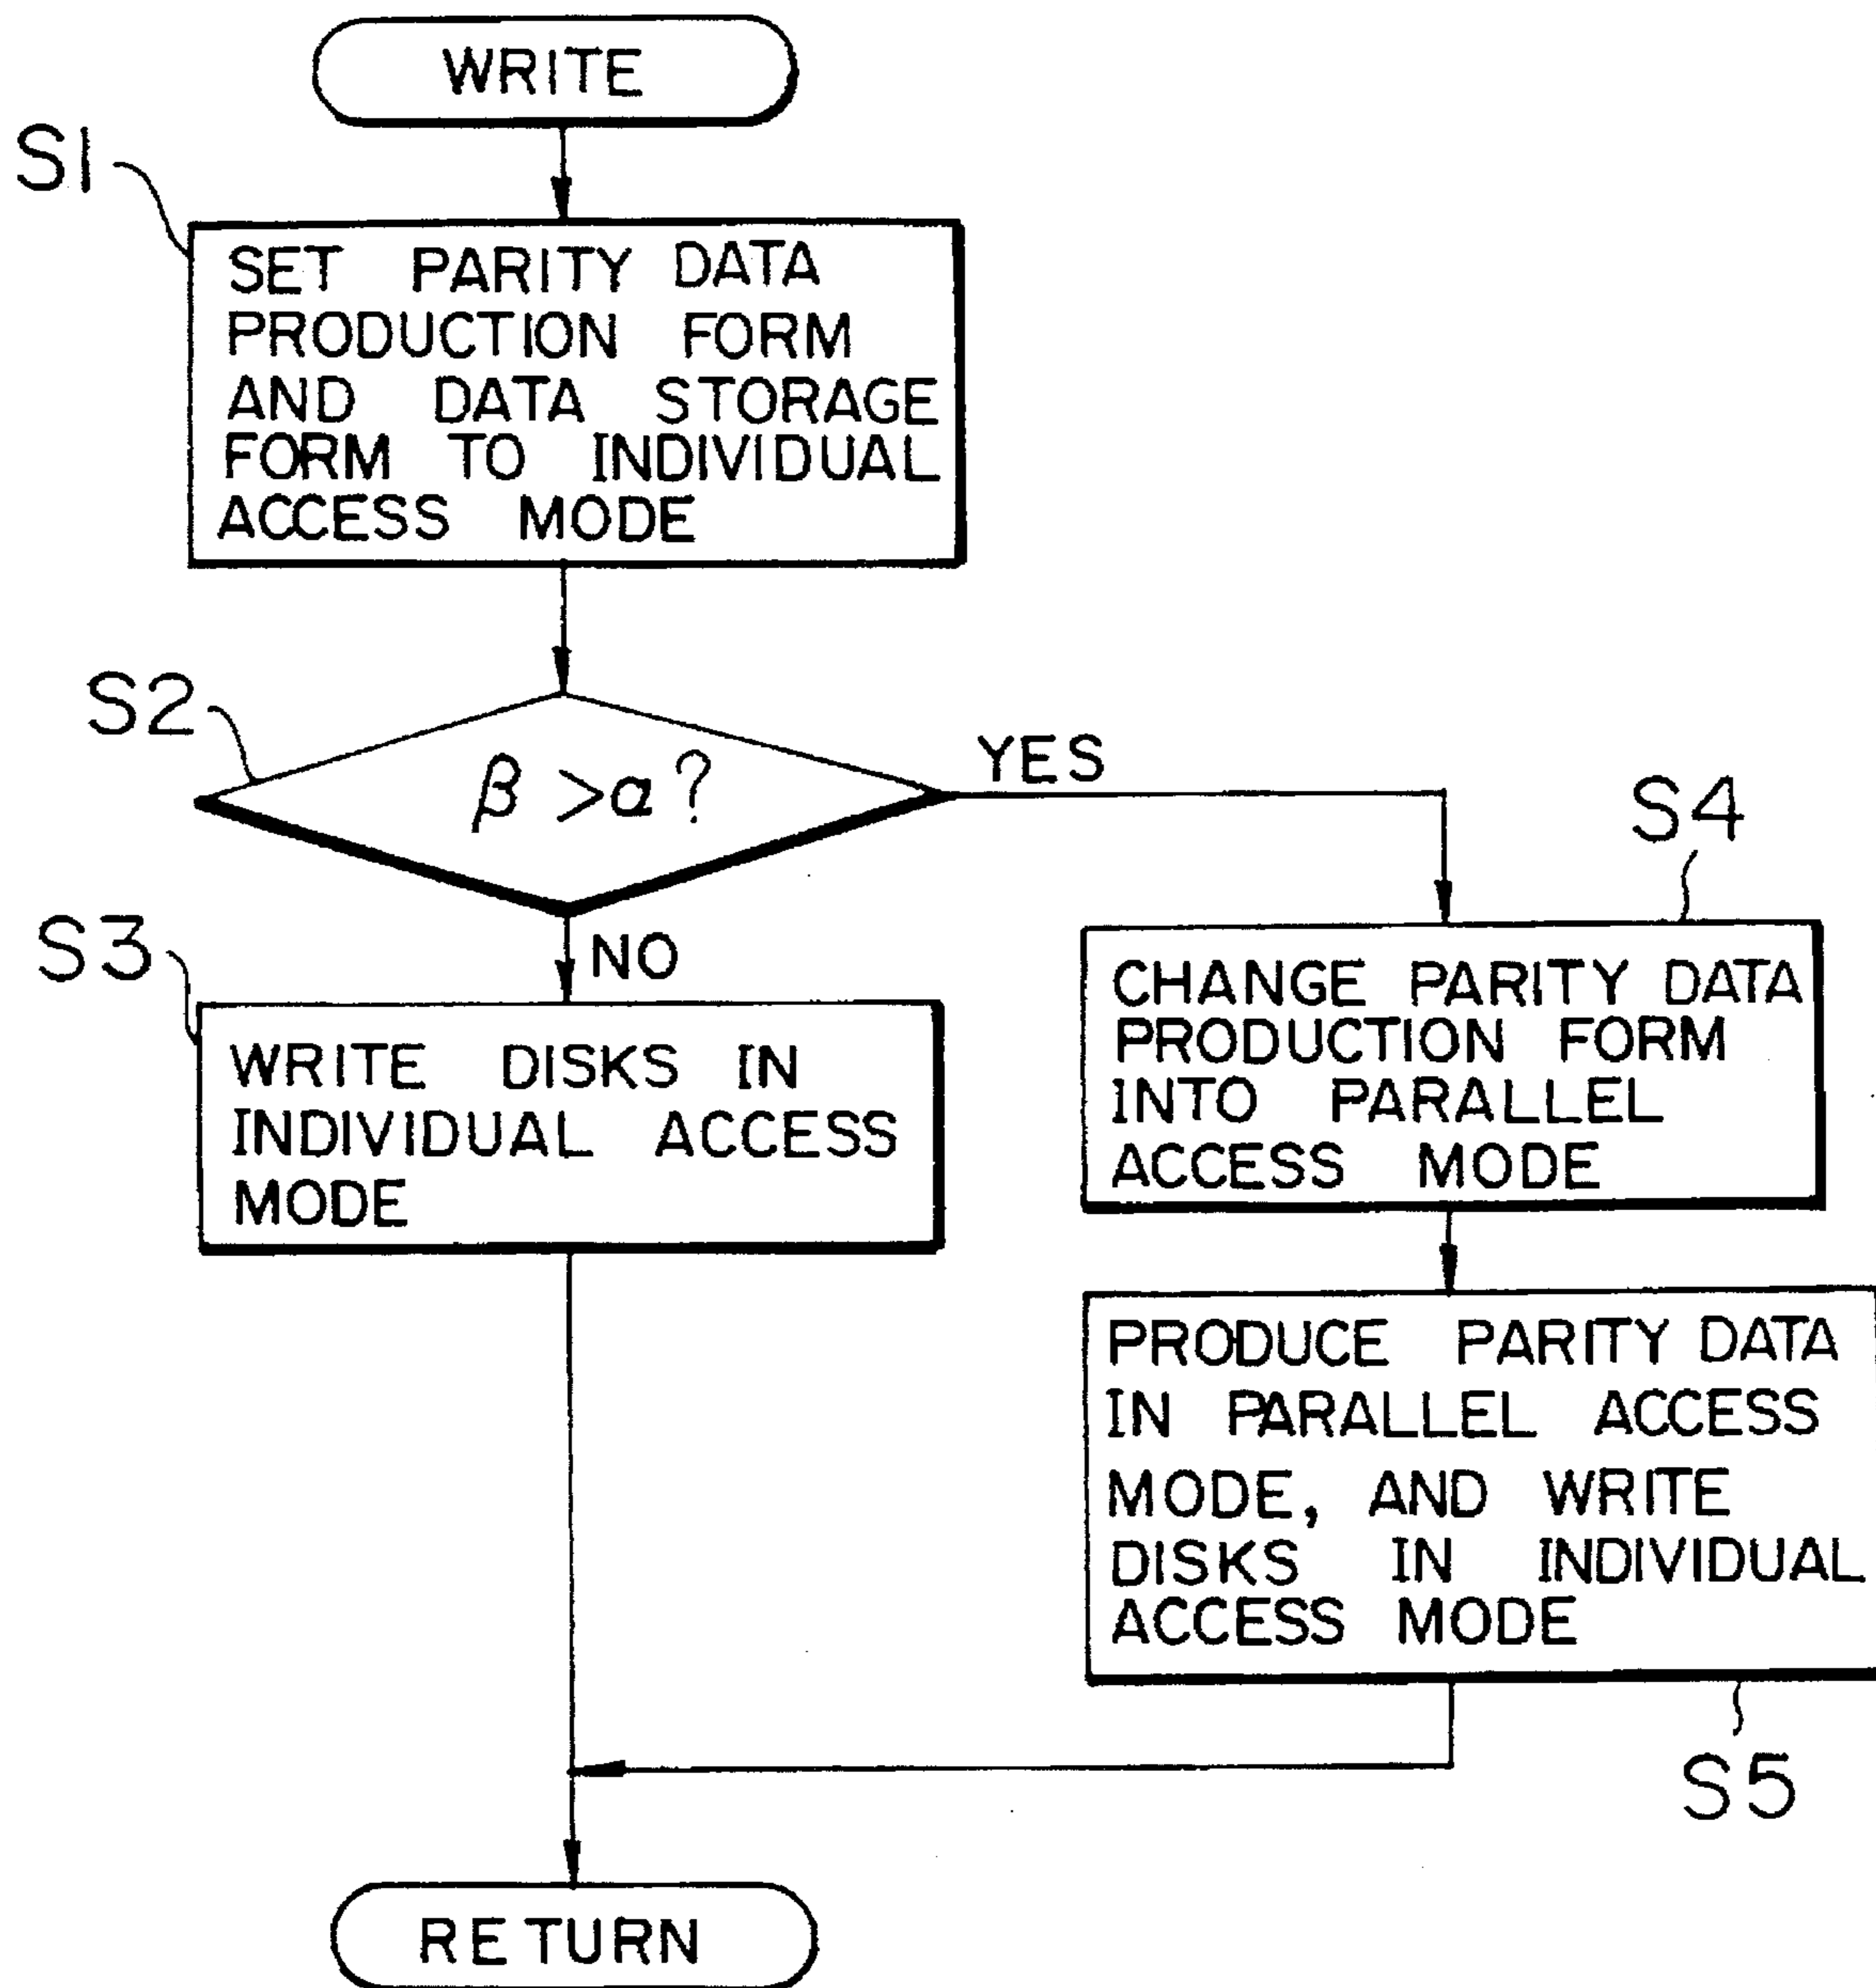 WRITE
S1
SET PARITY DATA
PRODUCTION FORM
AND DATA STORAGE
FORM TO INDIVIDUAL
ACCESS MODE
S2
β >α?
YES
NO
S3
WRITE DISKS IN
INDIVIDUAL ACCESS
MODE
S4
CHANGE PARITY DATA
PRODUCTION FORM
INTO PARALLEL
ACCESS MODE
PRODUCE PARITY DATA
IN PARALLEL ACCESS
MODE, AND WRITE
DISKS IN INDIVIDUAL
ACCESS MODE
S5
RETURN